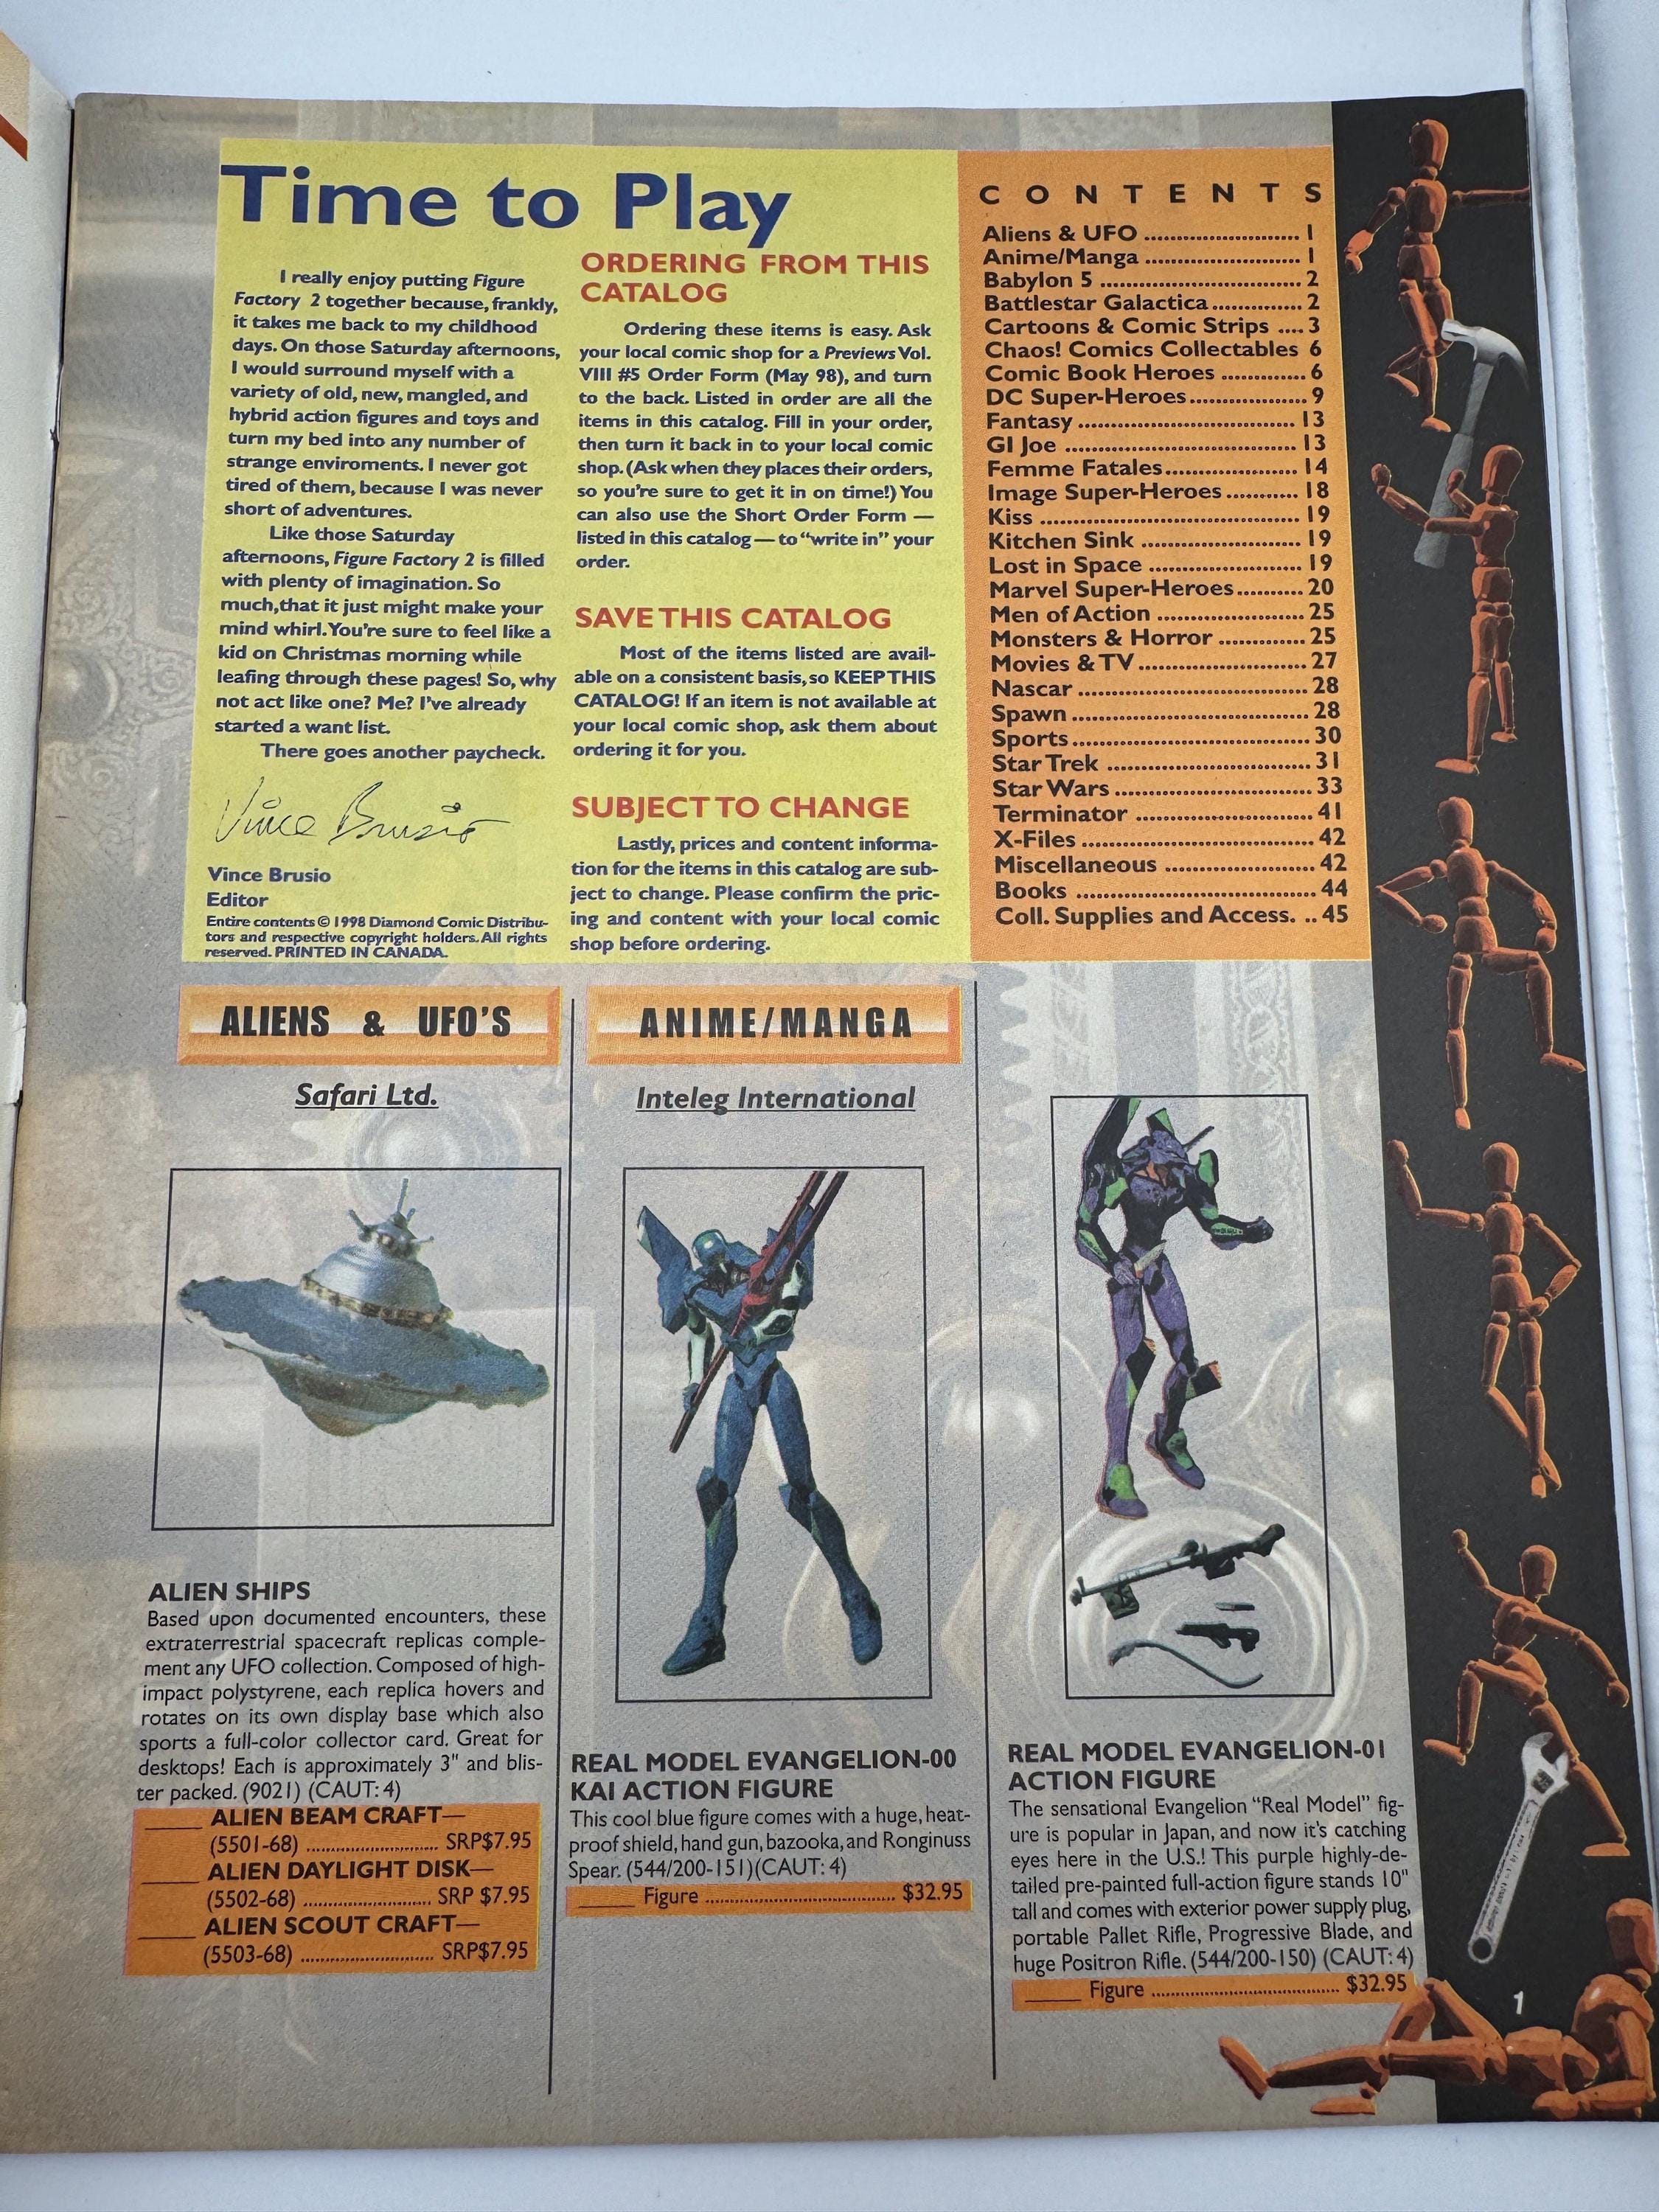 Time to Play
I really enjoy putting Figure
Factory 2 together because, frankly,
it takes me back to my childhood
days. On those Saturday afternoons,
I would surround myself with a
variety of old, new, mangled, and
hybrid action figures and toys and
turn my bed into any number of
strange enviroments. I never got
tired of them, because I was never
short of adventures.
Like those Saturday
afternoons, Figure Factory 2 is filled
with plenty of imagination. So
much,that it just might make your
mind whirl. You're sure to feel like a
kid on Christmas morning while
leafing through these pages! So, why
not act like one? Me? I've already
started a want list.
There goes another paycheck.
Vince Brusio
Vince Brusio
Editor
Entire contents © 1998 Diamond Comic Distribu-
tors and respective copyright holders. All rights
reserved. PRINTED IN CANADA.
ORDERING FROM THIS
CATALOG
Ordering these items is easy. Ask
your local comic shop for a Previews Vol.
VIII #5 Order Form (May 98), and turn
to the back. Listed in order are all the
items in this catalog. Fill in your order,
then turn it back in to your local comic
shop. (Ask when they places their orders,
so you're sure to get it in on time!) You
can also use the Short Order Form —
listed in this catalog — to "write in" your
order.
SAVE THIS CATALOG
Most of the items listed are avail-
able on a consistent basis, so KEEP THIS
CATALOG! If an item is not available at
your local comic shop, ask them about
ordering it for you.
SUBJECT TO CHANGE
Lastly, prices and content informa-
tion for the items in this catalog are sub-
ject to change. Please confirm the pric-
ing and content with your local comic
shop before ordering.
CONTENTS
Aliens & UFO .......................... 1
Anime/Manga .......................... 1
Babylon 5 .................................. 2
Battlestar Galactica ............... 2
Cartoons & Comic Strips .... 3
Chaos! Comics Collectables 6
Comic Book Heroes .............. 6
DC Super-Heroes .................... 9
Fantasy .................................... 13
GI Joe ...................................... 13
Femme Fatales ....................... 14
Image Super-Heroes ............ 18
Kiss ........................................... 19
Kitchen Sink ........................... 19
Lost in Space .......................... 19
Marvel Super-Heroes ........... 20
Men of Action ........................ 25
Monsters & Horror .............. 25
Movies & TV ............................ 27
Nascar ...................................... 28
Spawn ....................................... 28
Sports ....................................... 30
Star Trek .................................. 31
Star Wars ................................. 33
Terminator .............................. 41
X-Files ...................................... 42
Miscellaneous ......................... 42
Books ....................................... 44
Coll. Supplies and Access. .. 45
ALIENS & UFO'S
Safari Ltd.
ALIEN SHIPS
Based upon documented encounters, these
extraterrestrial spacecraft replicas comple-
ment any UFO collection. Composed of high-
impact polystyrene, each replica hovers and
rotates on its own display base which also
sports a full-color collector card. Great for
desktops! Each is approximately 3" and blis-
ter packed. (9021) (CAUT: 4)
_____ ALIEN BEAM CRAFT—
(5501-68) ........................ SRP$7.95
_____ ALIEN DAYLIGHT DISK—
(5502-68) ........................ SRP $7.95
_____ ALIEN SCOUT CRAFT—
(5503-68) ........................ SRP$7.95
ANIME/MANGA
Inteleg International
REAL MODEL EVANGELION-00
KAI ACTION FIGURE
This cool blue figure comes with a huge, heat-
proof shield, hand gun, bazooka, and Ronginuss
Spear. (544/200-151)(CAUT: 4)
_____ Figure .................................. $32.95
REAL MODEL EVANGELION-01
ACTION FIGURE
The sensational Evangelion "Real Model" fig-
ure is popular in Japan, and now it's catching
eyes here in the U.S.! This purple highly-de-
tailed pre-painted full-action figure stands 10"
tall and comes with exterior power supply plug,
portable Pallet Rifle, Progressive Blade, and
huge Positron Rifle. (544/200-150) (CAUT: 4)
_____ Figure .................................. $32.95
1